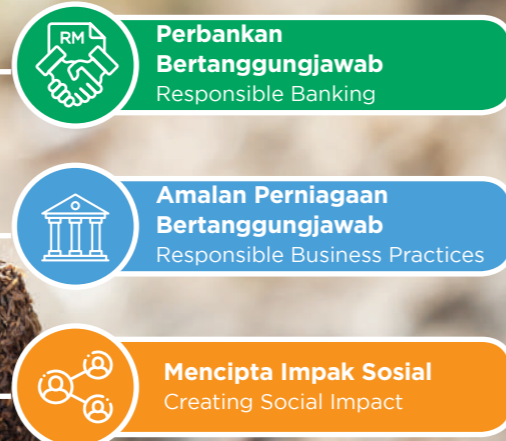 RM
Perbankan
Bertanggungjawab
Responsible Banking
Amalan Perniagaan
Bertanggungjawab
Responsible Business Practices
Mencipta Impak Sosial
Creating Social Impact